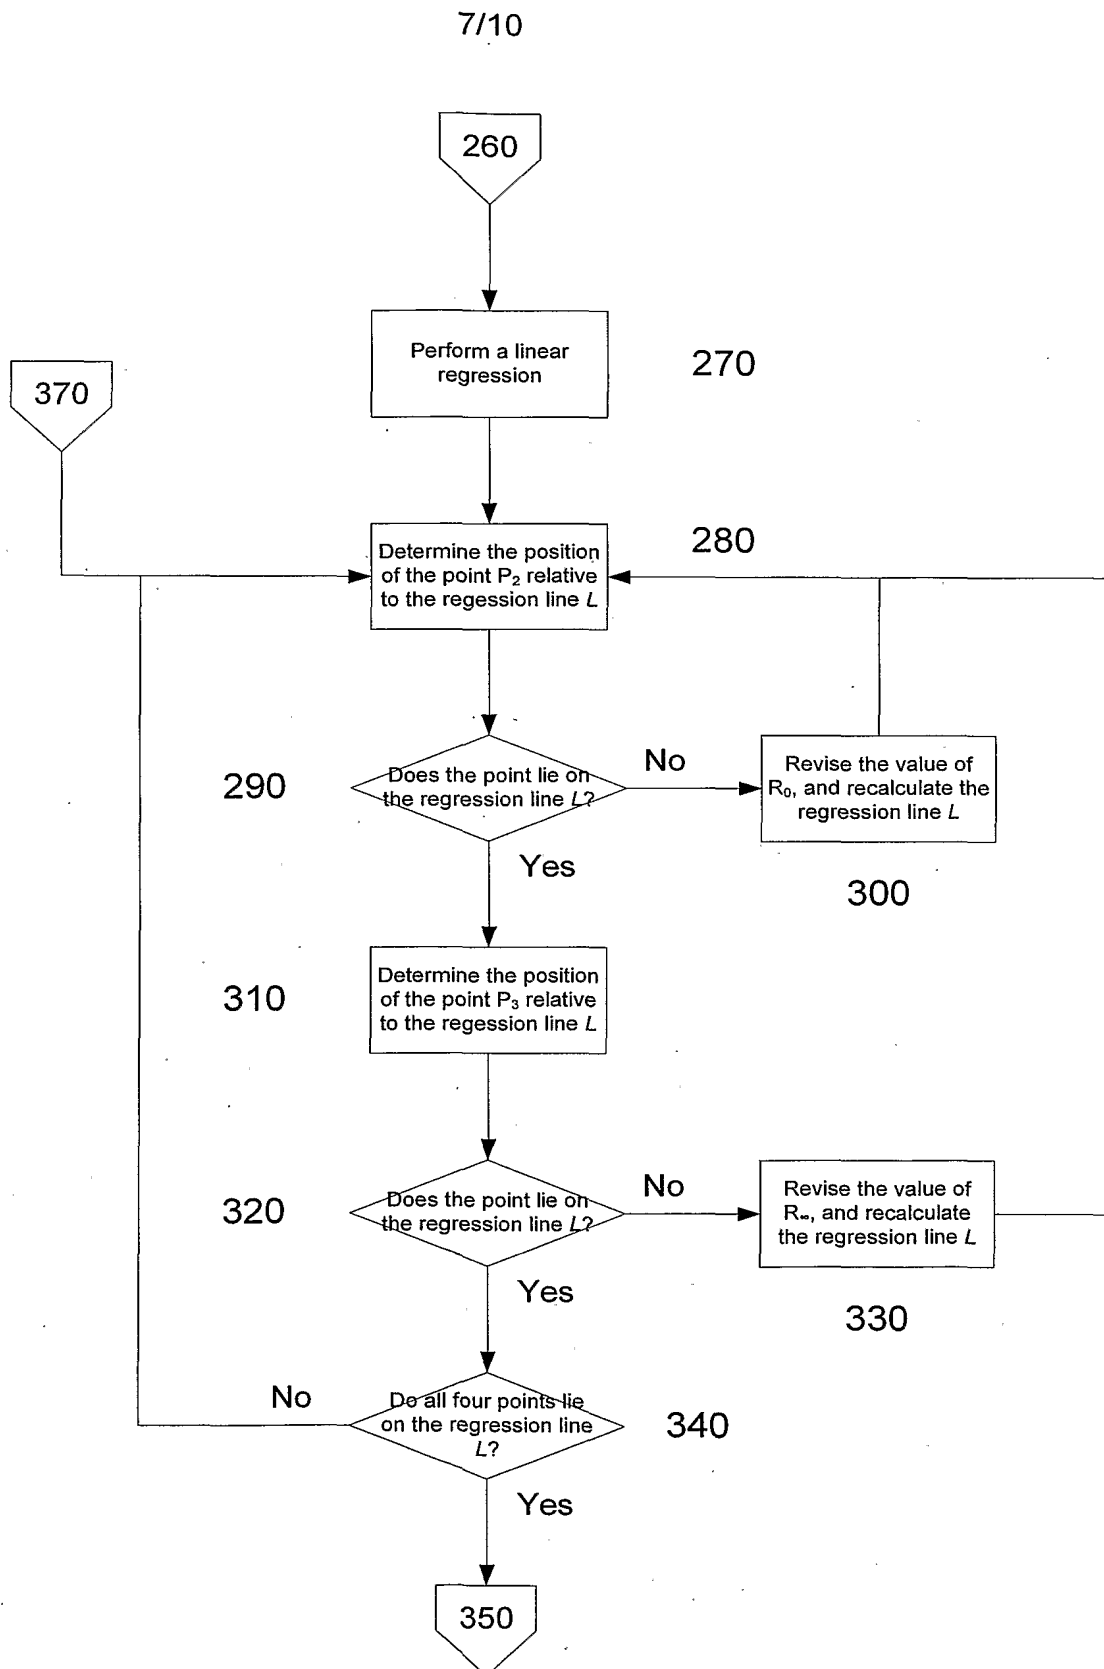 7/10
260
Perform a linear
regression
270
370
Determine the position
of the point P₂ relative
to the regession line L
280
Does the point lie on
the regression line L?
290
No
Revise the value of
R₀, and recalculate the
regression line L
300
Yes
Determine the position
of the point P₃ relative
to the regession line L
310
Does the point lie on
the regression line L?
320
No
Revise the value of
R∞, and recalculate
the regression line L
330
Yes
Do all four points lie
on the regression line
L?
340
No
Yes
350